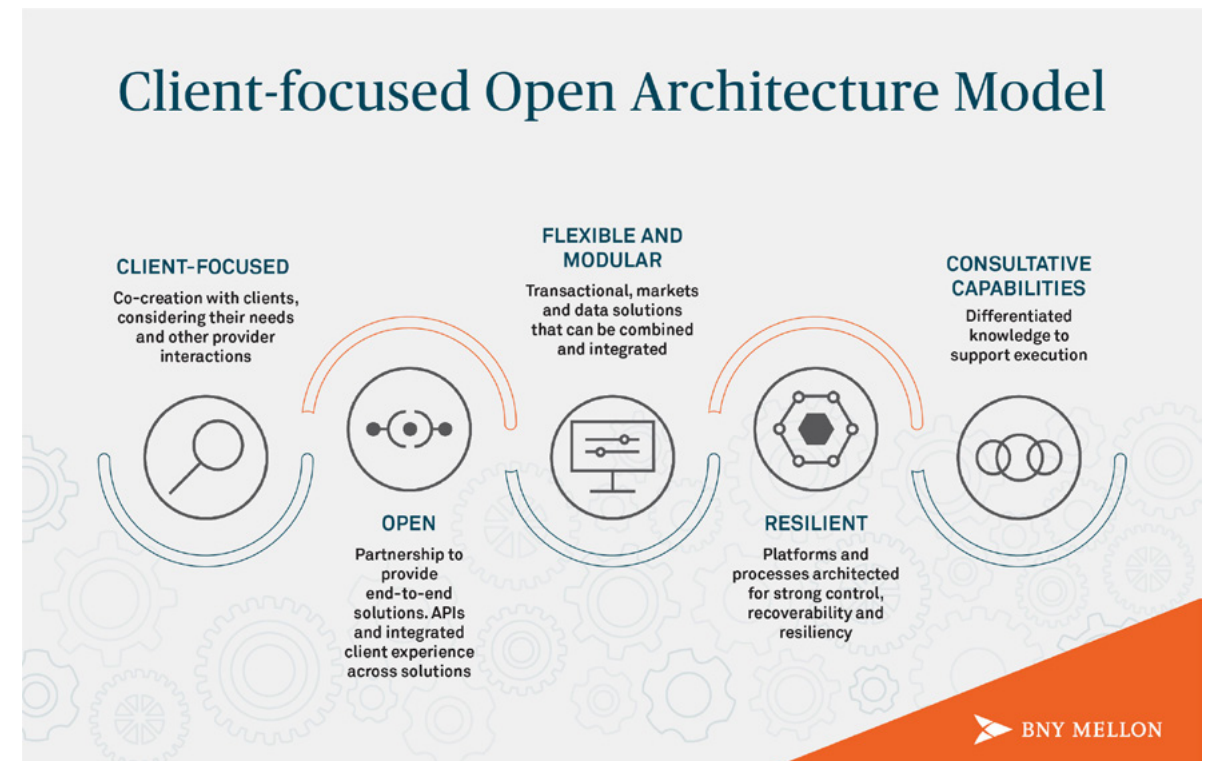 Client-focused Open Architecture Model
CLIENT-FOCUSED
Co-creation with clients,
considering their needs
and other provider
interactions
OPEN
Partnership to
provide
end-to-end
solutions. APIs
and integrated
client experience
across solutions
FLEXIBLE AND
MODULAR
Transactional, markets
and data solutions
that can be combined
and integrated
RESILIENT
Platforms and
processes architected
for strong control,
recoverability and
resiliency
CONSULTATIVE
CAPABILITIES
Differentiated
knowledge to
support execution
BNY MELLON